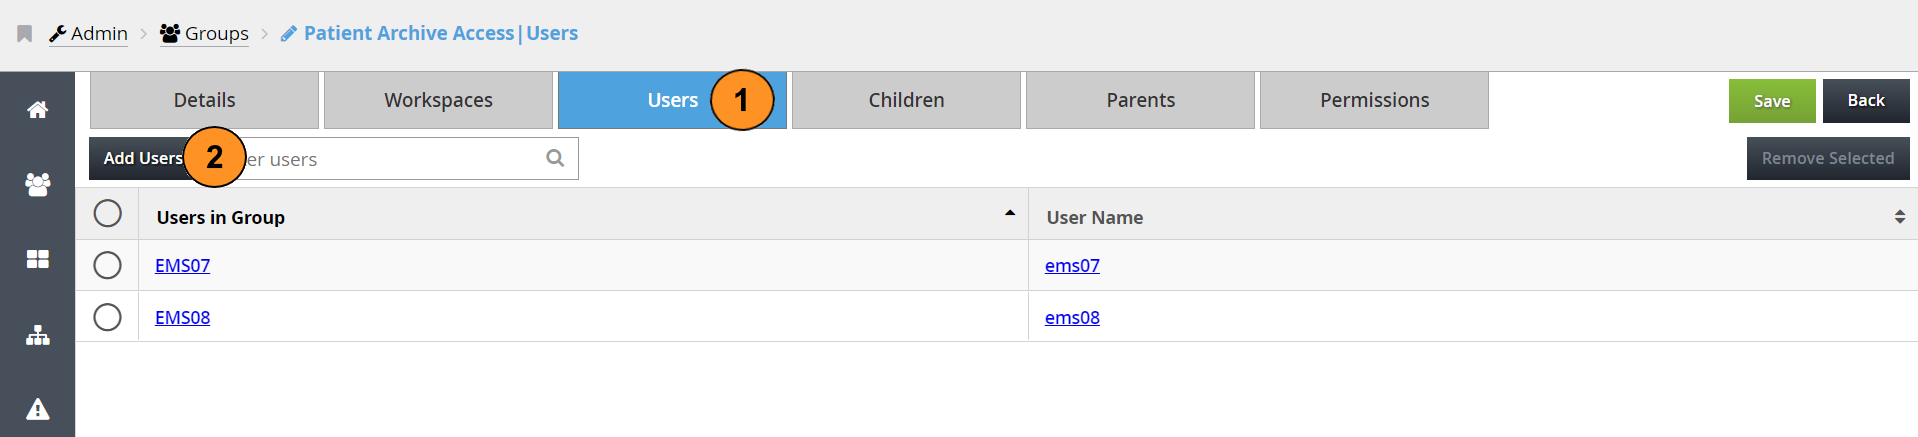 Admin > Groups > Patient Archive Access|Users
Details Workspaces Users 1 Children Parents Permissions Save Back
Add Users 2 er users Remove Selected
Users in Group User Name
EMS07 ems07
EMS08 ems08